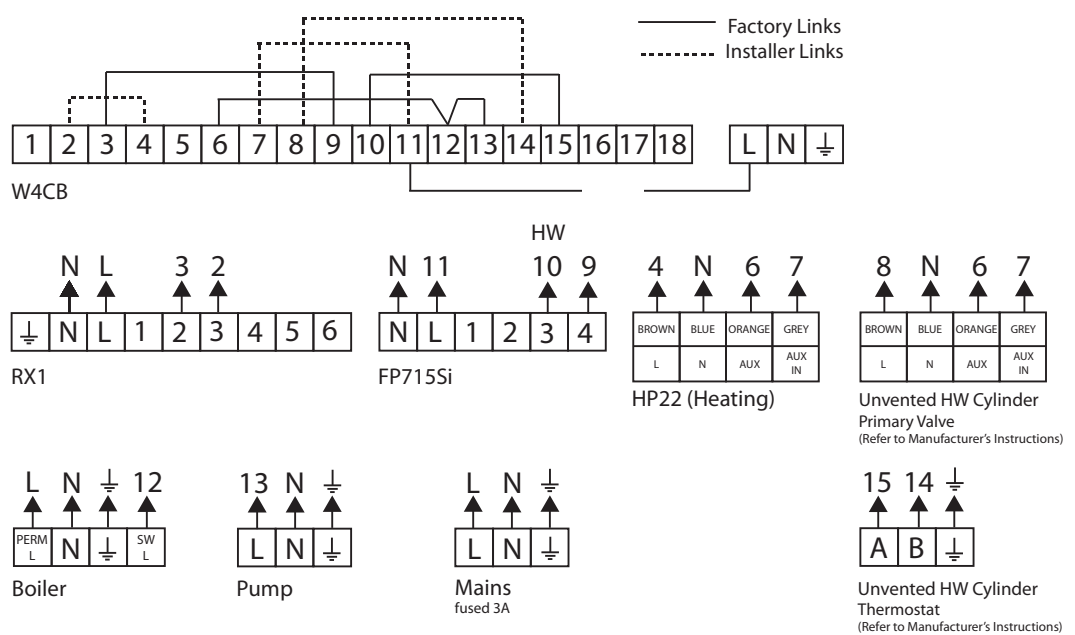 Factory Links
Installer Links
1 2 3 4 5 6 7 8 9 10 11 12 13 14 15 16 17 18 L N
W4CB
HW
N L 3 2
N L 1 2 3 4 5 6
RX1
N 11 10 9
N L 1 2 3 4
FP715Si
4 N 6 7
BROWN BLUE ORANGE GREY
L N AUX AUX IN
HP22 (Heating)
8 N 6 7
BROWN BLUE ORANGE GREY
L N AUX AUX IN
Unvented HW Cylinder
Primary Valve
(Refer to Manufacturer's Instructions)
L N 12
PERM L N SW L
Boiler
13 N
L N
Pump
L N
L N
Mains
fused 3A
15 14
A B
Unvented HW Cylinder
Thermostat
(Refer to Manufacturer's Instructions)